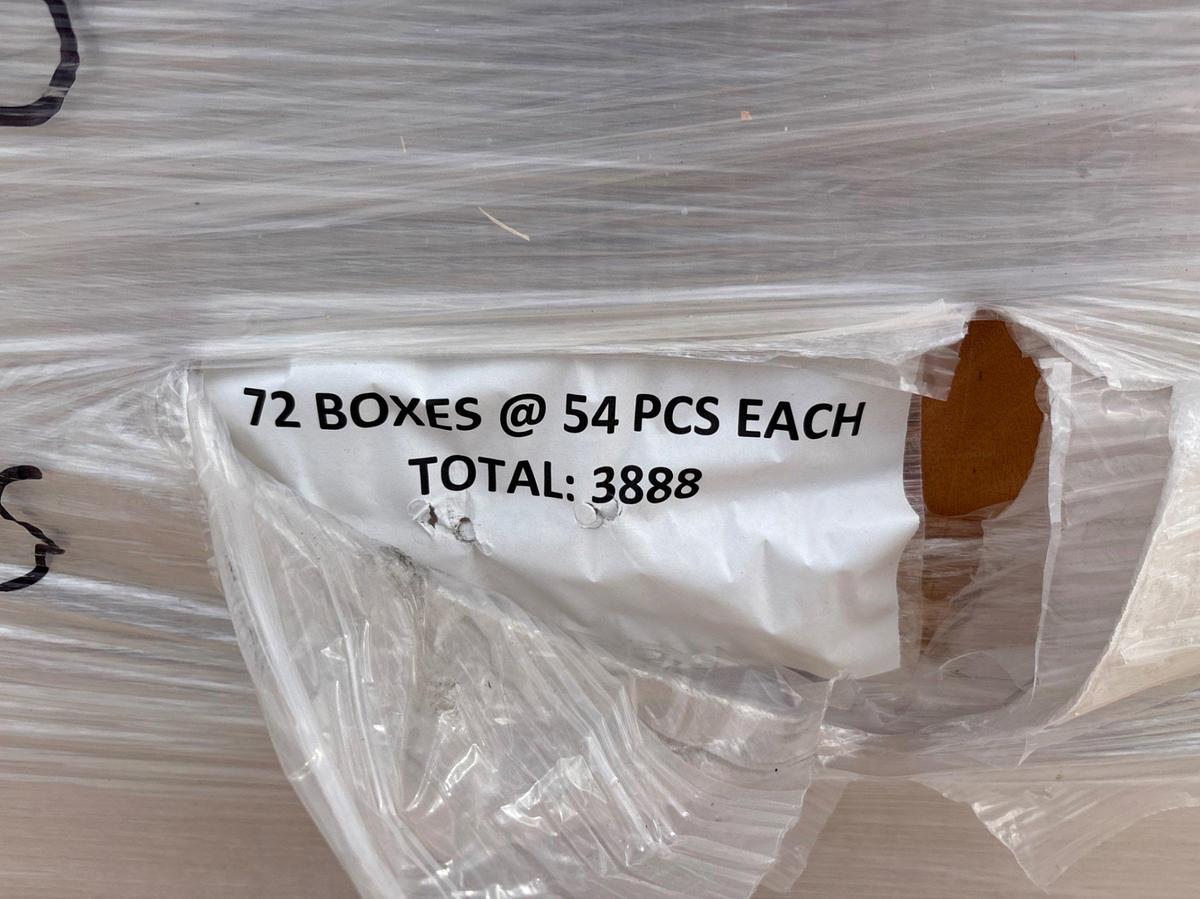 72 BOXES @ 54 PCS EACH
TOTAL: 3888